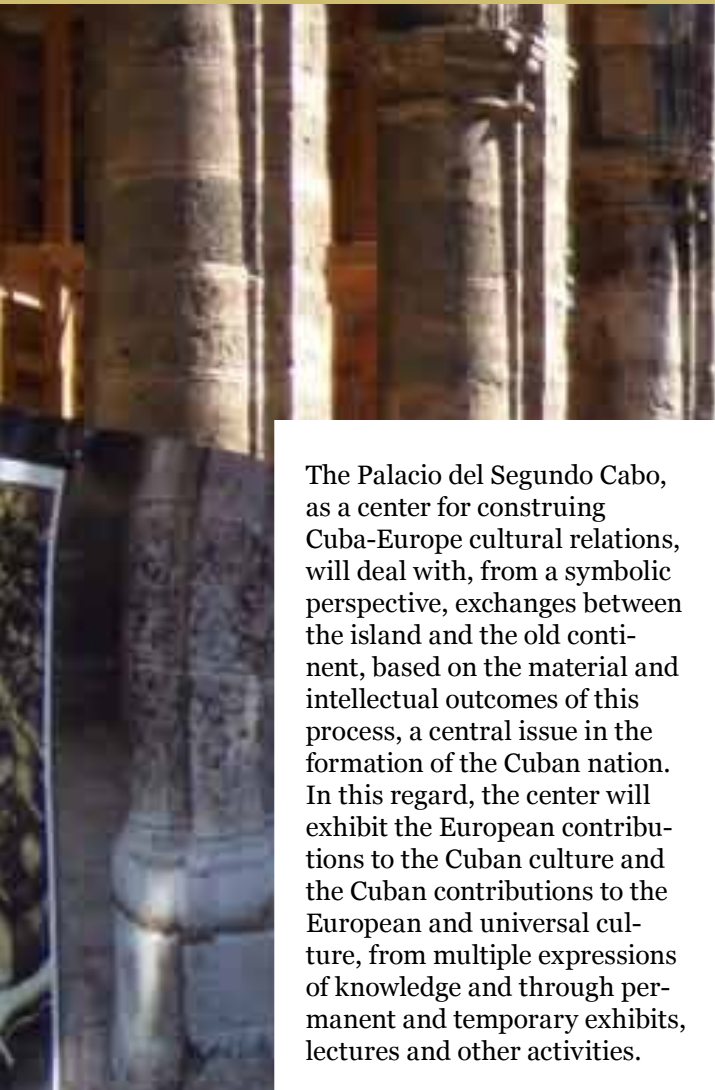 The Palacio del Segundo Cabo,
as a center for construing
Cuba-Europe cultural relations,
will deal with, from a symbolic
perspective, exchanges between
the island and the old conti-
nent, based on the material and
intellectual outcomes of this
process, a central issue in the
formation of the Cuban nation.
In this regard, the center will
exhibit the European contribu-
tions to the Cuban culture and
the Cuban contributions to the
European and universal cul-
ture, from multiple expressions
of knowledge and through per-
manent and temporary exhibits,
lectures and other activities.